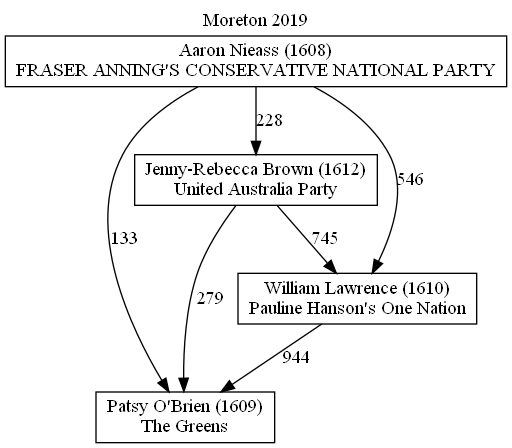 Moreton 2019
Aaron Nieass (1608)
FRASER ANNING'S CONSERVATIVE NATIONAL PARTY
228
Jenny-Rebecca Brown (1612)
United Australia Party
546
133
745
279
William Lawrence (1610)
Pauline Hanson's One Nation
944
Patsy O'Brien (1609)
The Greens